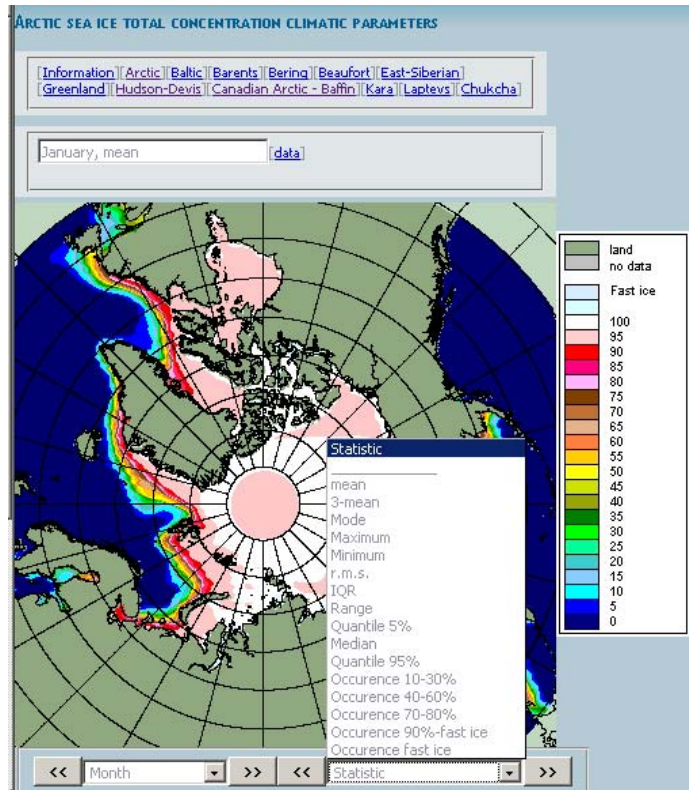 ARCTIC SEA ICE TOTAL CONCENTRATION CLIMATIC PARAMETERS
[Information][Arctic][Baltic][Barents][Bering][Beaufort][East-Siberian]
[Greenland][Hudson-Devis][Canadian Arctic - Baffin][Kara][Laptevs][Chukcha]
January, mean [data]
land
no data
Fast ice
100
95
90
85
80
75
70
65
60
55
50
45
40
35
30
25
20
15
10
5
0
Statistic
mean
3-mean
Mode
Maximum
Minimum
r.m.s.
IQR
Range
Quantile 5%
Median
Quantile 95%
Occurence 10-30%
Occurence 40-60%
Occurence 70-80%
Occurence 90%-fast ice
Occurence fast ice
<< Month >> << Statistic >>